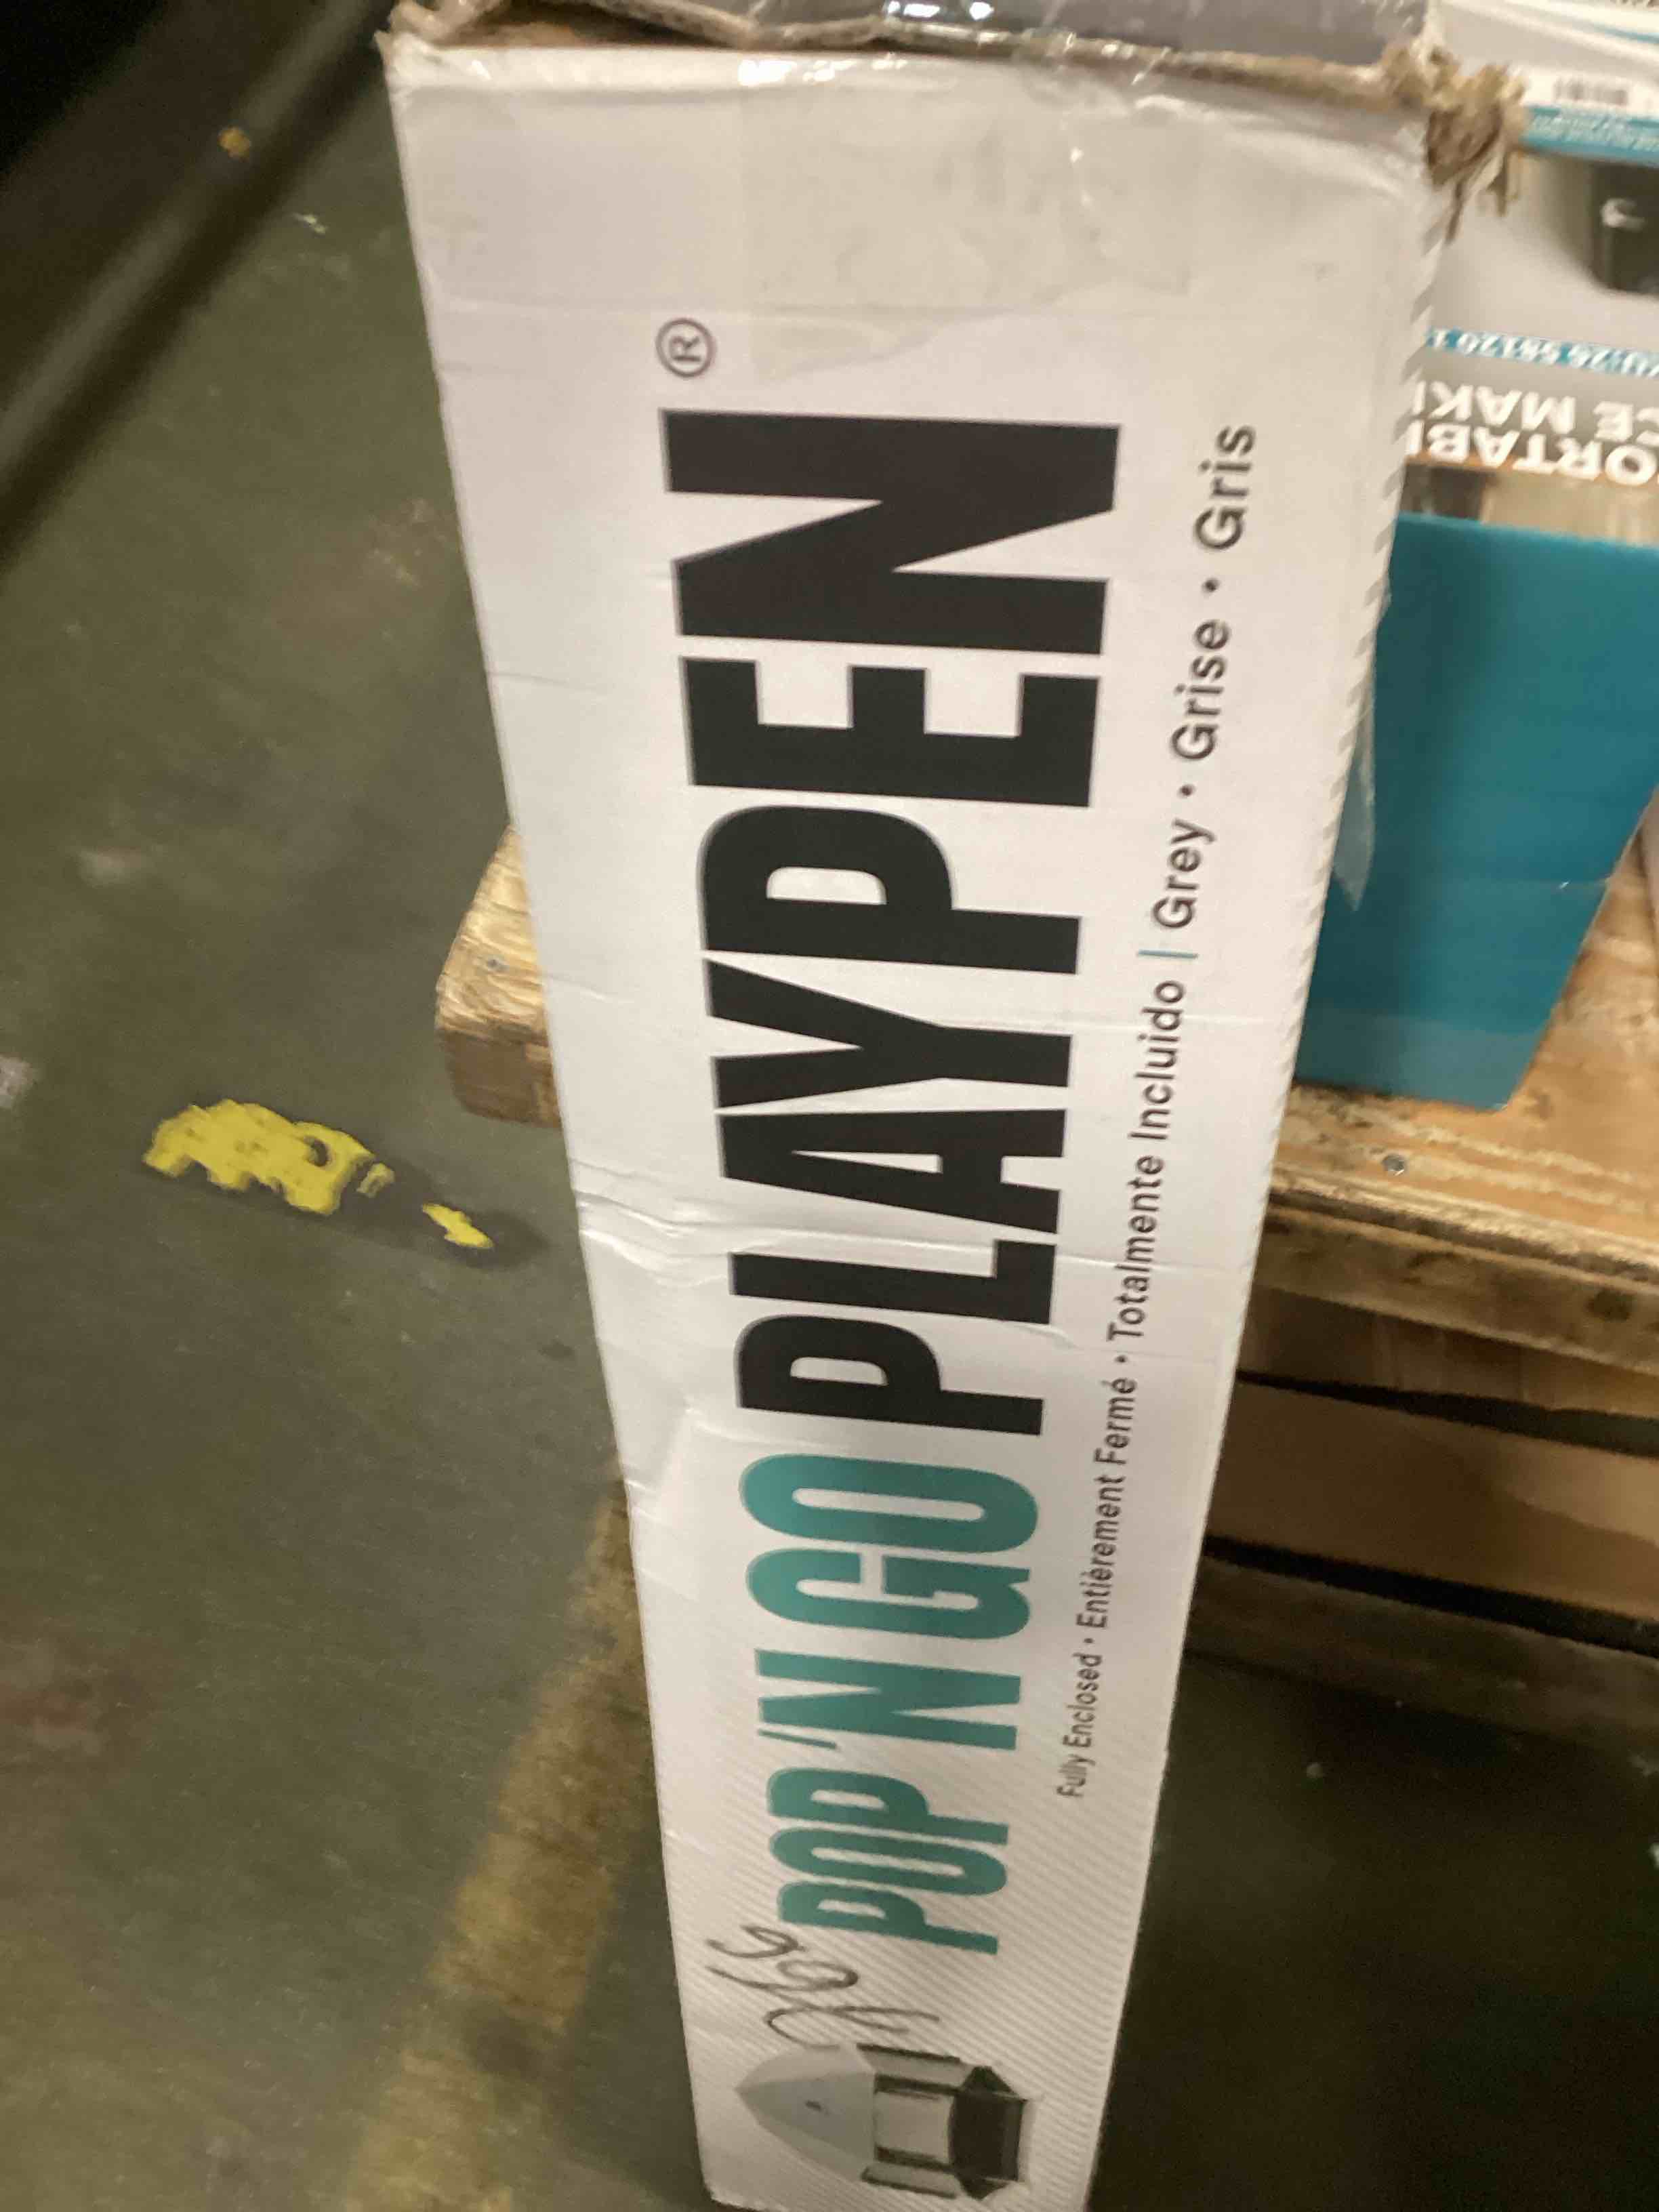 POP 'N GO PLAYPEN®
Fully Enclosed • Entièrement Fermé • Totalmente Incluido | Grey • Grise • Gris